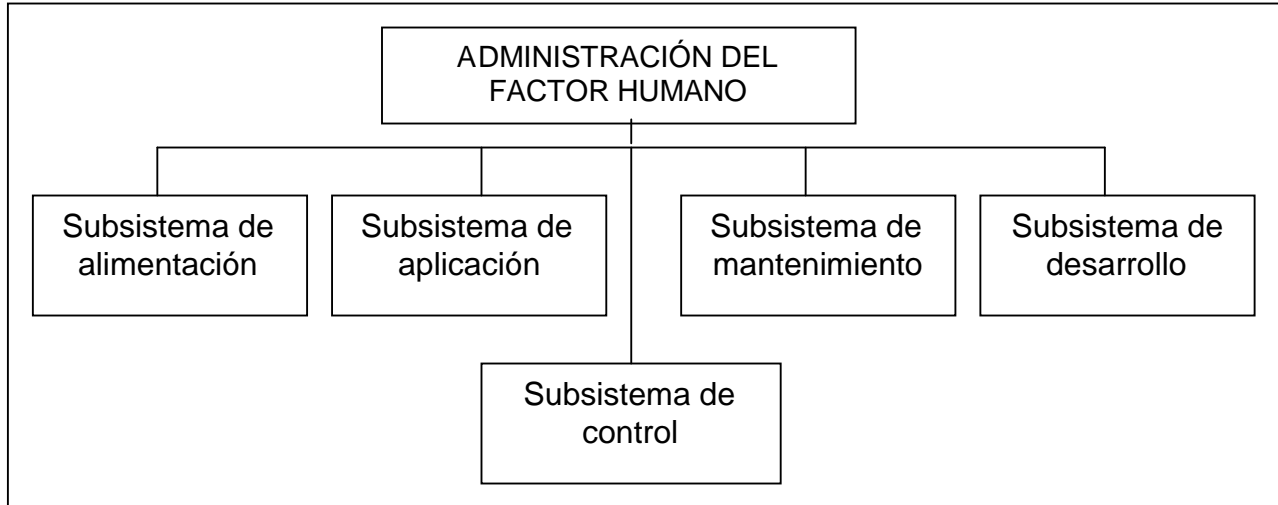 ADMINISTRACIÓN DEL
FACTOR HUMANO
Subsistema de
alimentación
Subsistema de
aplicación
Subsistema de
mantenimiento
Subsistema de
desarrollo
Subsistema de
control